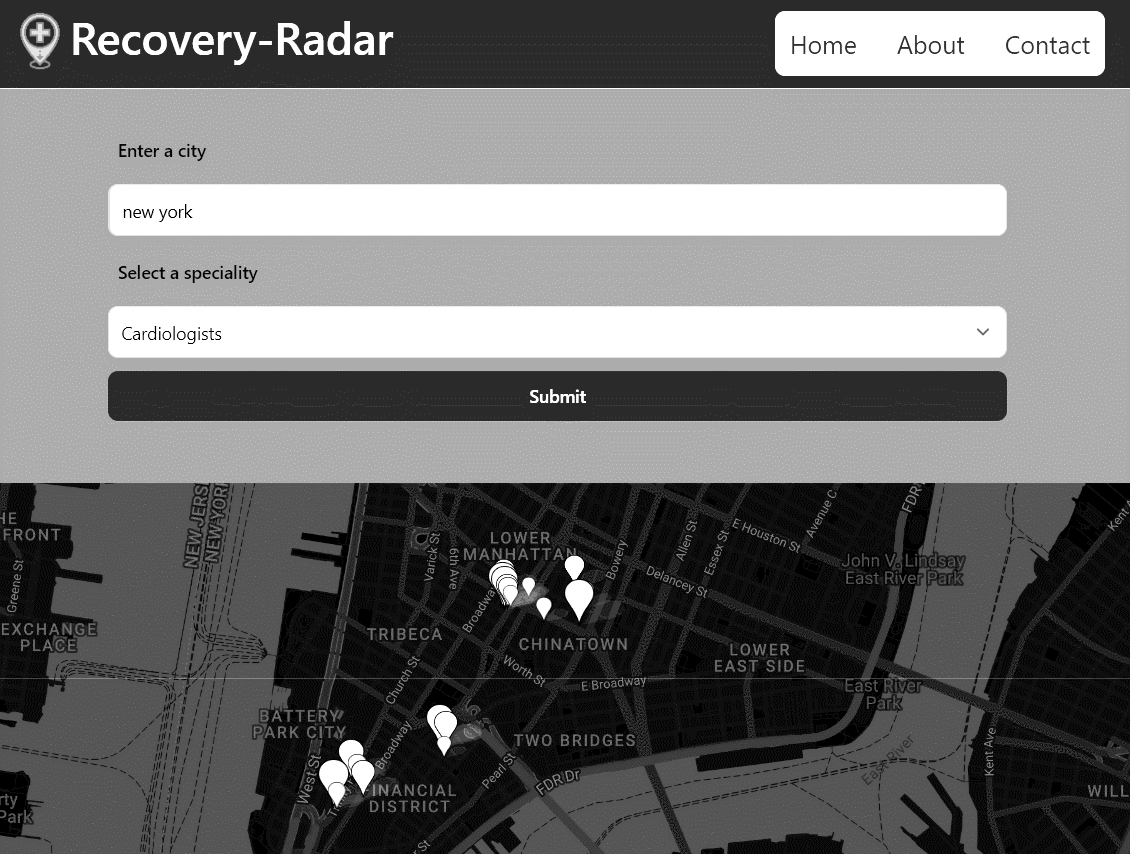 Recovery-Radar
Home About Contact
Enter a city
new york
Select a speciality
Cardiologists
Submit
NEW JERS
NEW YORK
HE
FRONT
Greene St
EXCHANGE
PLACE
LOWER
MANHATTAN
Varick St
6th Ave
Bowery
Allen St
Essex St
E Houston St
Avenue C
FDR
Kent A
John V. Lindsay
East River Park
Delancey St
Broadwa
TRIBECA
CHINATOWN
LOWER
EAST SIDE
Worth St
Church St
E Broadway
East River
Park
BATTERY
PARK CITY
Broadway
TWO BRIDGES
West St
Pearl St
FDR Dr
East River
Kent Ave
INANCIAL
DISTRICT
WILL
rty
Park